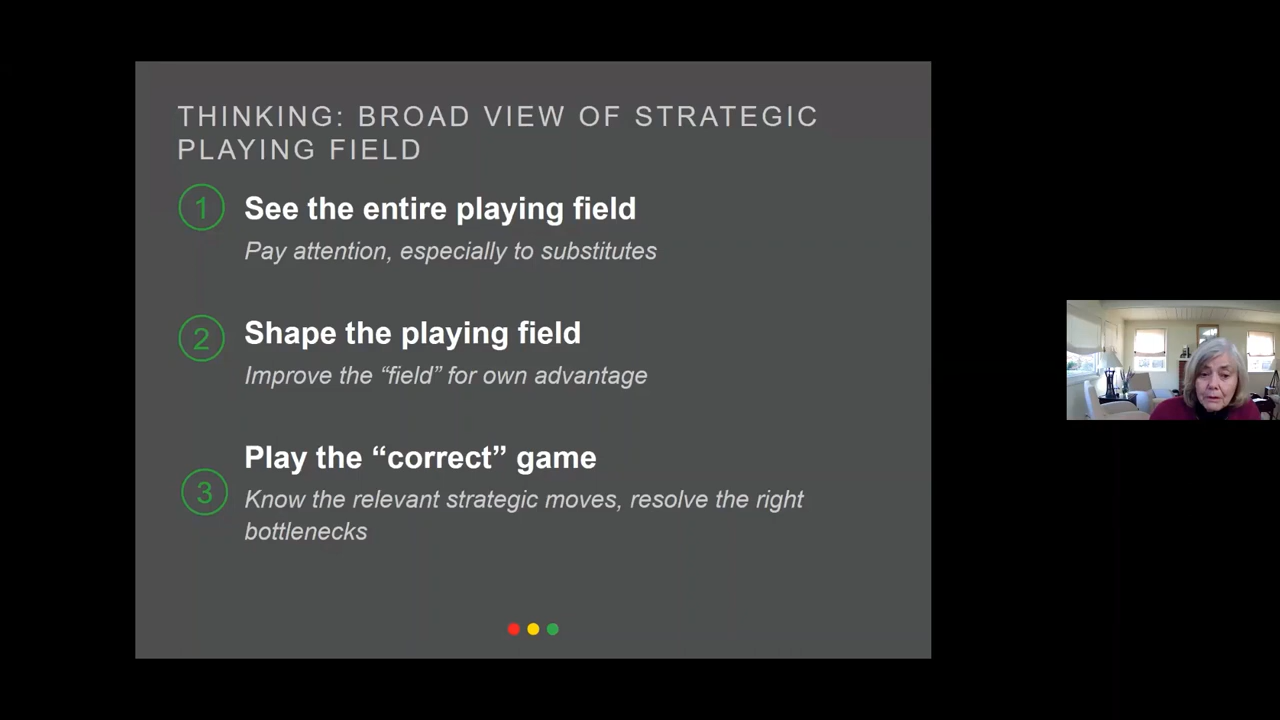 THINKING: BROAD VIEW OF STRATEGIC
PLAYING FIELD
1 See the entire playing field
Pay attention, especially to substitutes
2 Shape the playing field
Improve the “field” for own advantage
Play the “correct” game
3 Know the relevant strategic moves, resolve the right
bottlenecks